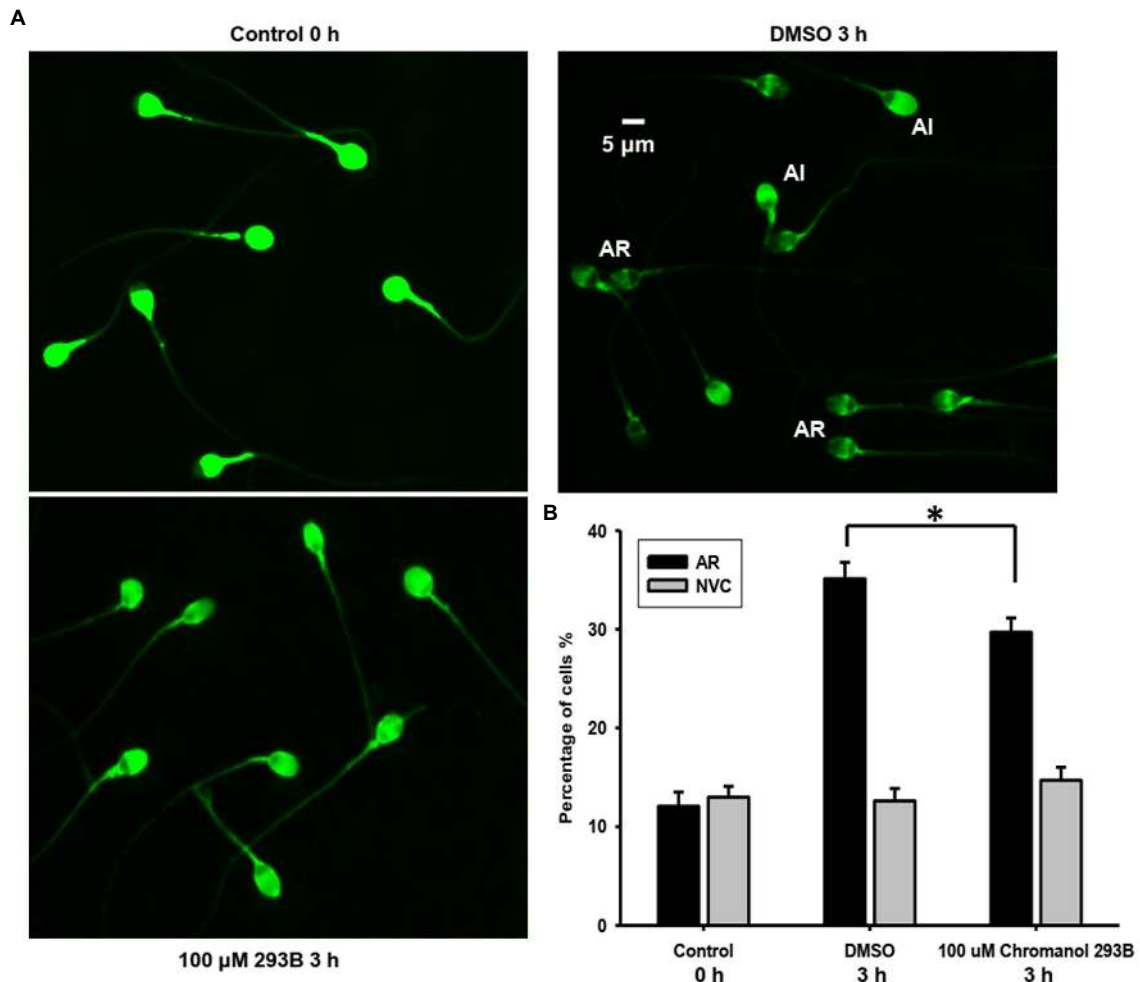 A
Control 0 h
DMSO 3 h
5 µm
AI
AI
AR
AR
100 µM 293B 3 h
B
*
40
30
20
10
0
Percentage of cells %
AR
NVC
Control
0 h
DMSO
3 h
100 uM Chromanol 293B
3 h